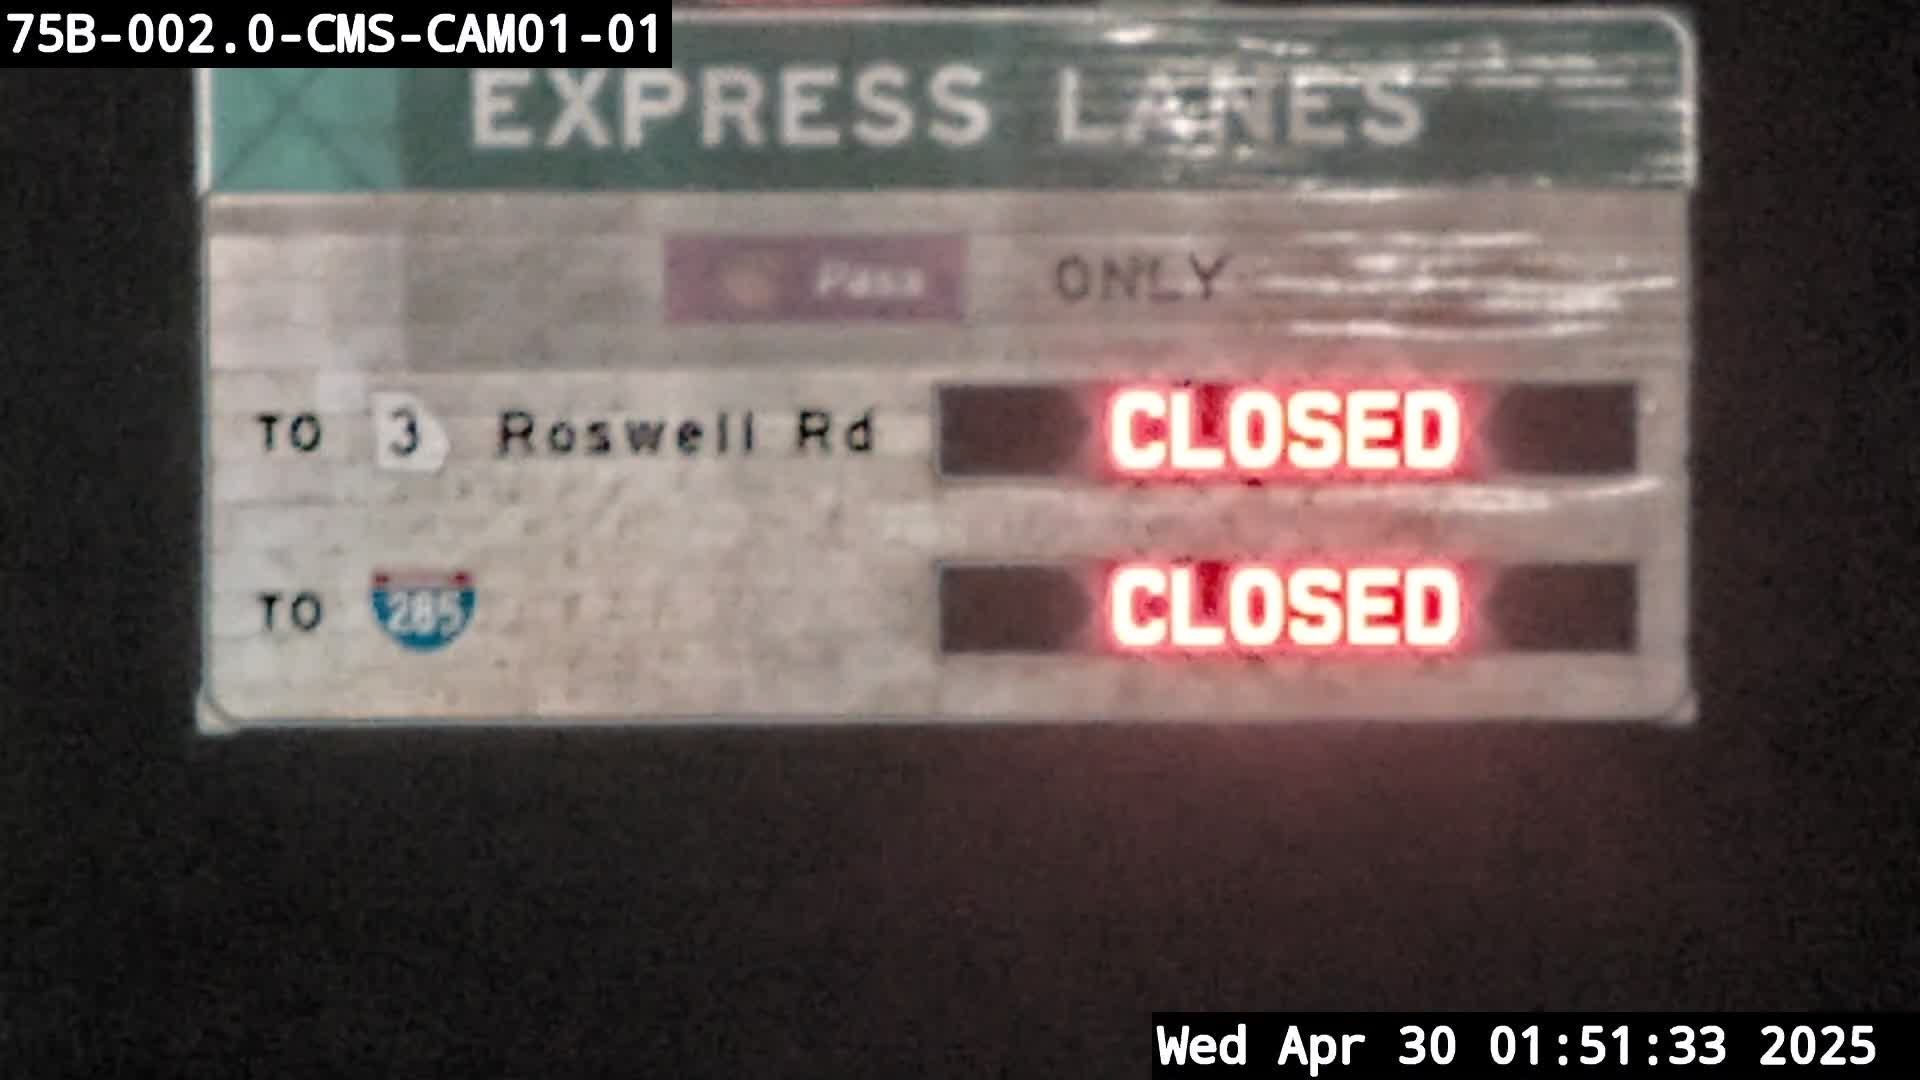 75B-002.0-CMS-CAM01-01
EXPRESS LANES
Pass ONLY
TO 3 Roswell Rd CLOSED
TO 285 CLOSED
Wed Apr 30 01:51:33 2025